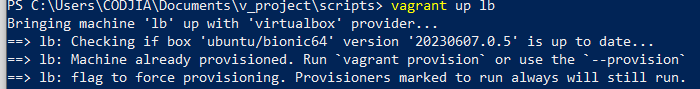 PS C:\Users\CODJIA\Documents\v_project\scripts> vagrant up lb
Bringing machine 'lb' up with 'virtualbox' provider...
==> lb: Checking if box 'ubuntu/bionic64' version '20230607.0.5' is up to date...
==> lb: Machine already provisioned. Run `vagrant provision` or use the `--provision`
==> lb: flag to force provisioning. Provisioners marked to run always will still run.